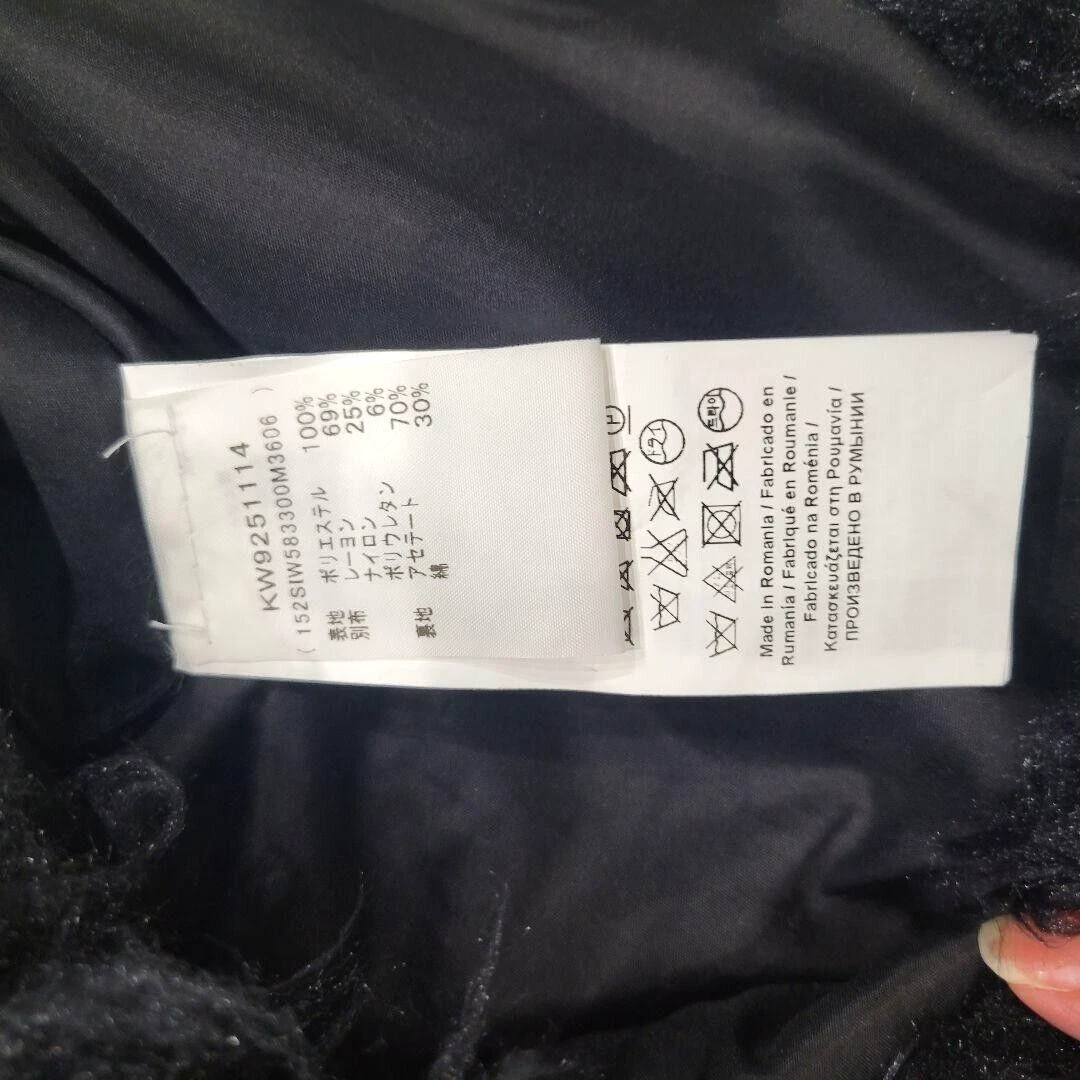 KW9251114
( 152SIW583300M3606 )
表地 ポリエステル 100%
別布 レーヨン 69%
ナイロン 25%
ポリウレタン 6%
裏地 アセテート 70%
綿 30%
드라이
Made in Romania / Fabricado en
Rumanía / Fabriqué en Roumanie /
Fabricado na Roménia /
Κατασκευάζεται στη Ρουμανία /
ПРОИЗВЕДЕНО В РУМЫНИИ